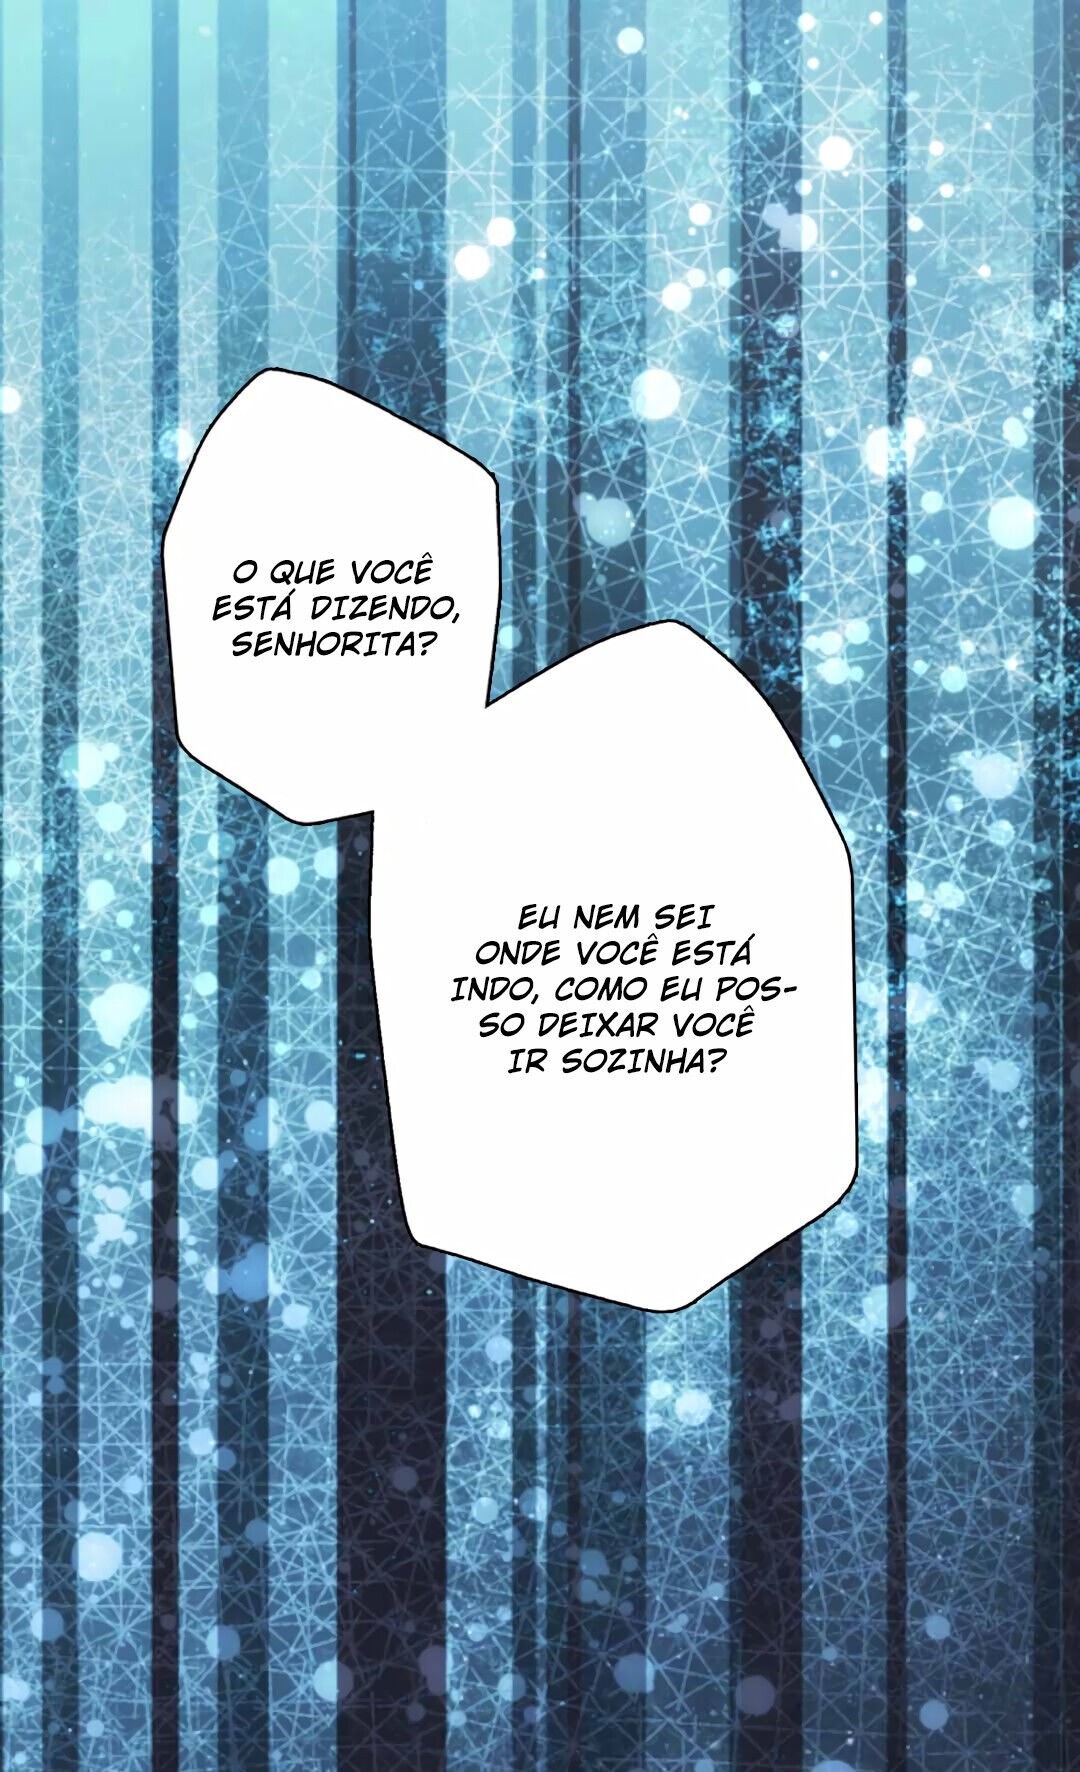 O QUE VOCÊ
ESTÁ DIZENDO,
SENHORITA?
EU NEM SEI
ONDE VOCÊ ESTÁ
INDO, COMO EU POS-
SO DEIXAR VOCÊ
IR SOZINHA?